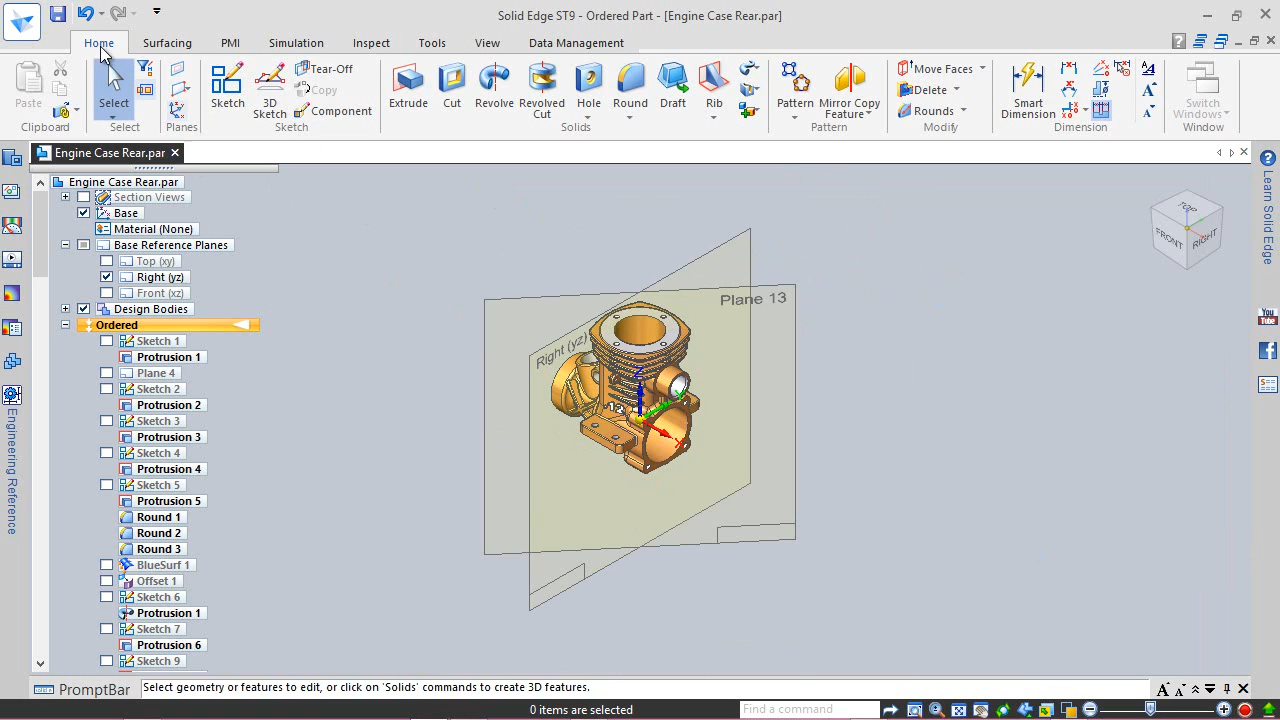 Solid Edge ST9 - Ordered Part - [Engine Case Rear.par]
Home
Surfacing
PMI
Simulation
Inspect
Tools
View
Data Management
Paste
Clipboard
Select
Select
Planes
Sketch
3D Sketch
Tear-Off
Copy
Component
Sketch
Extrude
Cut
Revolve
Revolved Cut
Hole
Round
Draft
Rib
Solids
Pattern
Mirror Copy Feature
Pattern
Move Faces
Delete
Rounds
Modify
Smart Dimension
Dimension
Switch Windows
Window
Engine Case Rear.par
Engine Case Rear.par
Section Views
Base
Material (None)
Base Reference Planes
Top (xy)
Right (yz)
Front (xz)
Design Bodies
Ordered
Sketch 1
Protrusion 1
Plane 4
Sketch 2
Protrusion 2
Sketch 3
Protrusion 3
Sketch 4
Protrusion 4
Sketch 5
Protrusion 5
Round 1
Round 2
Round 3
BlueSurf 1
Offset 1
Sketch 6
Protrusion 1
Sketch 7
Protrusion 6
Sketch 9
Engineering Reference
Plane 13
Right (yz)
Z
X
TOP
FRONT
RIGHT
Learn Solid Edge
You Tube
PromptBar
Select geometry or features to edit, or click on 'Solids' commands to create 3D features.
0 items are selected
Find a command